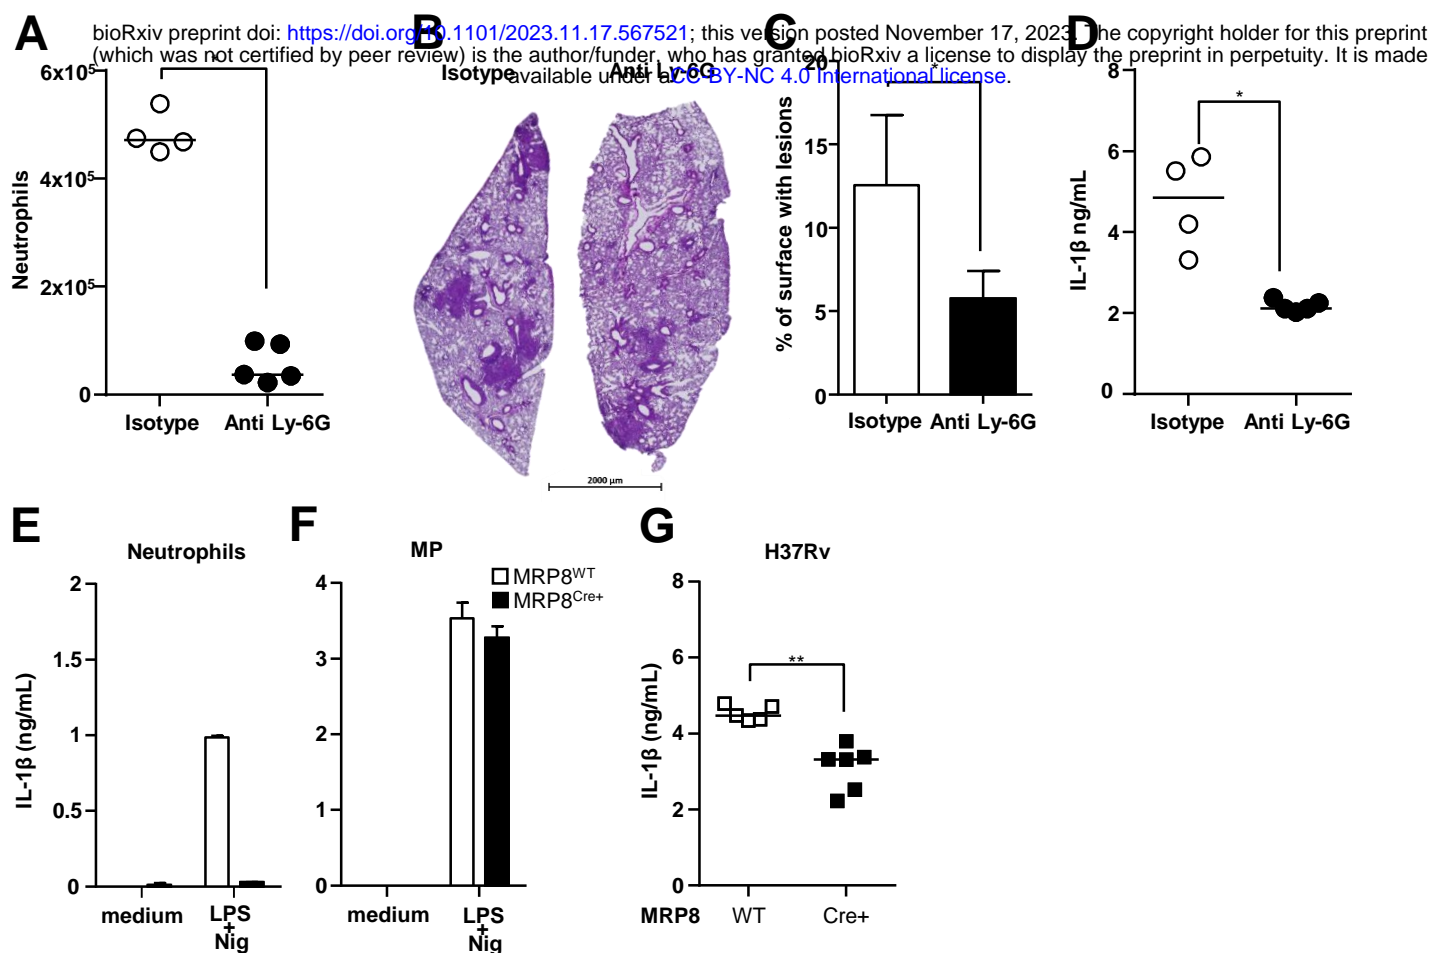 bioRxiv preprint doi: https://doi.org/10.1101/2023.11.17.567521; this version posted November 17, 2023. The copyright holder for this preprint
(which was not certified by peer review) is the author/funder, who has granted bioRxiv a license to display the preprint in perpetuity. It is made
available under aCC-BY-NC 4.0 International license.
A
6x10⁵
4x10⁵
2x10⁵
0
Neutrophils
*
Isotype Anti Ly-6G
B
Isotype Anti Ly-6G
2000 µm
C
20
15
10
5
0
% of surface with lesions
*
Isotype Anti Ly-6G
D
8
6
4
2
0
IL-1β ng/mL
*
Isotype Anti Ly-6G
E
Neutrophils
2
1.5
1
0.5
0
IL-1β (ng/mL)
medium LPS
+
Nig
F
MP
4
3
2
1
0
MRP8ᵂᵀ
MRP8ᶜʳᵉ⁺
medium LPS
+
Nig
G
H37Rv
8
6
4
2
0
IL-1β (ng/mL)
**
MRP8 WT Cre+